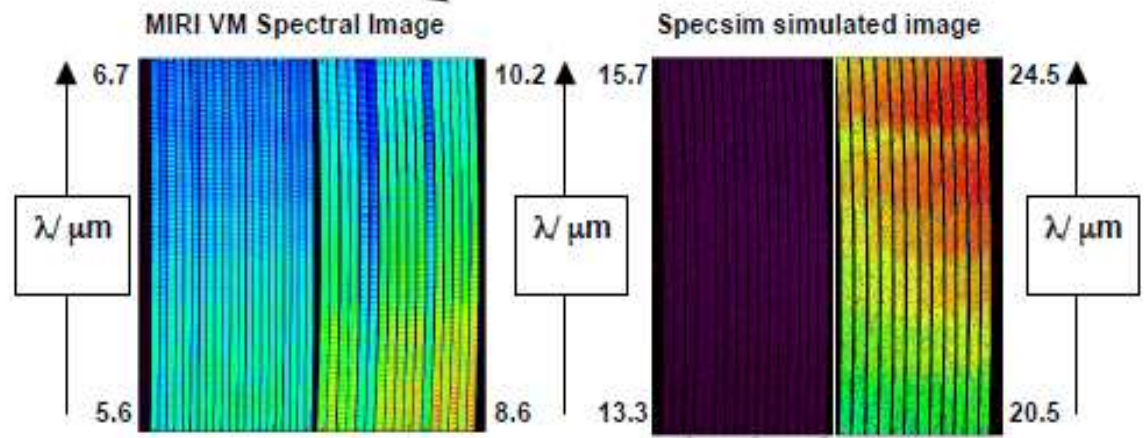 MIRI VM Spectral Image
Specsim simulated image
6.7
10.2
15.7
24.5
λ/ μm
λ/ μm
λ/ μm
5.6
8.6
13.3
20.5